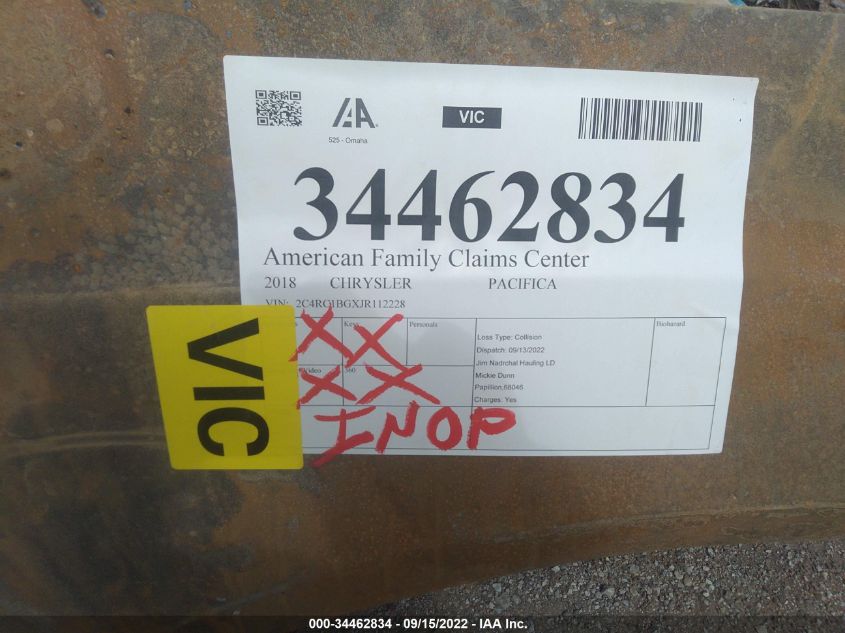 IAA
VIC
525 - Omaha
34462834
American Family Claims Center
2018 CHRYSLER PACIFICA
VIN: 2C4RC1BGXJR112228
Keys Personals Biohazard
Loss Type: Collision
Dispatch: 09/13/2022
Jim Nadrchal Hauling LD
XX
Video 360
Mickie Dunn
Papillion,68046
XX
Charges: Yes
INOP
VIC
000-34462834 - 09/15/2022 - IAA Inc.